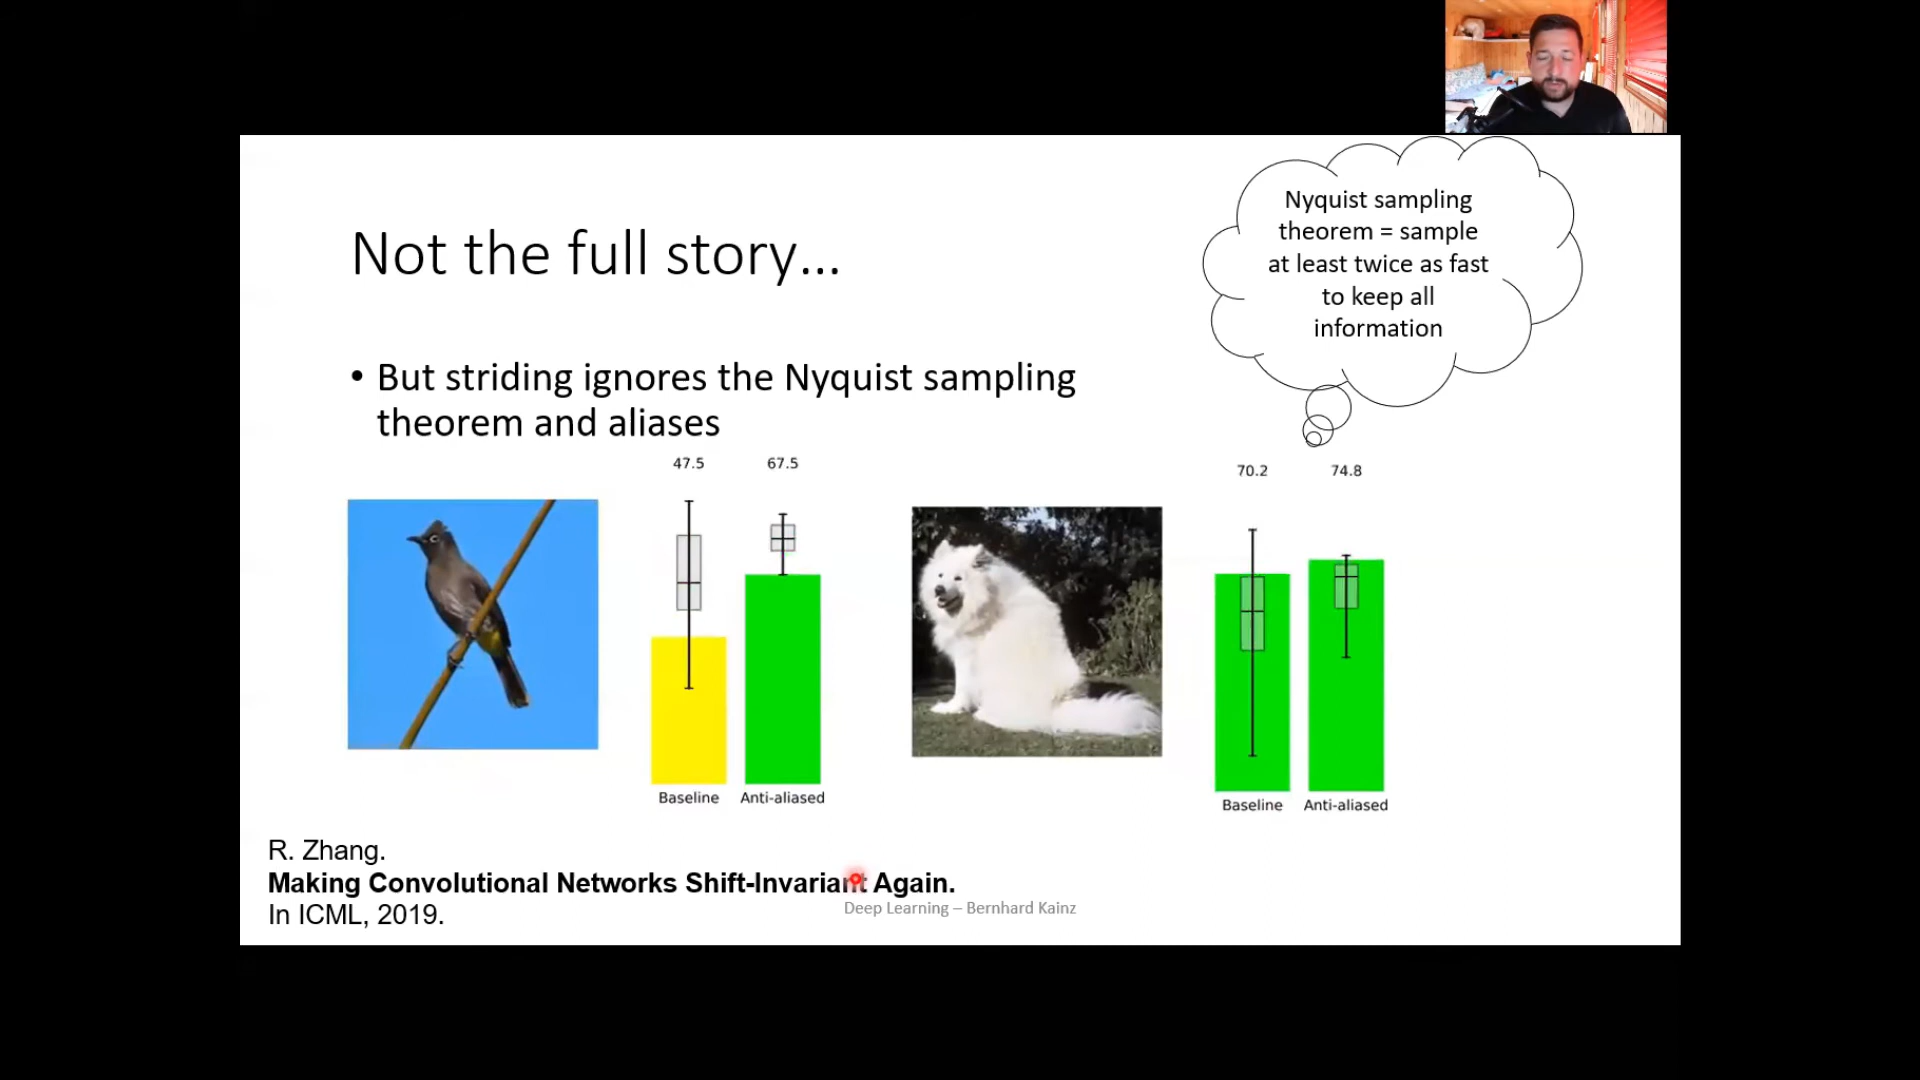 Nyquist sampling
theorem = sample
at least twice as fast
to keep all
information
Not the full story...
• But striding ignores the Nyquist sampling
theorem and aliases
47.5 67.5
70.2 74.8
Baseline Anti-aliased
Baseline Anti-aliased
R. Zhang.
Making Convolutional Networks Shift-Invariant Again.
In ICML, 2019.
Deep Learning – Bernhard Kainz